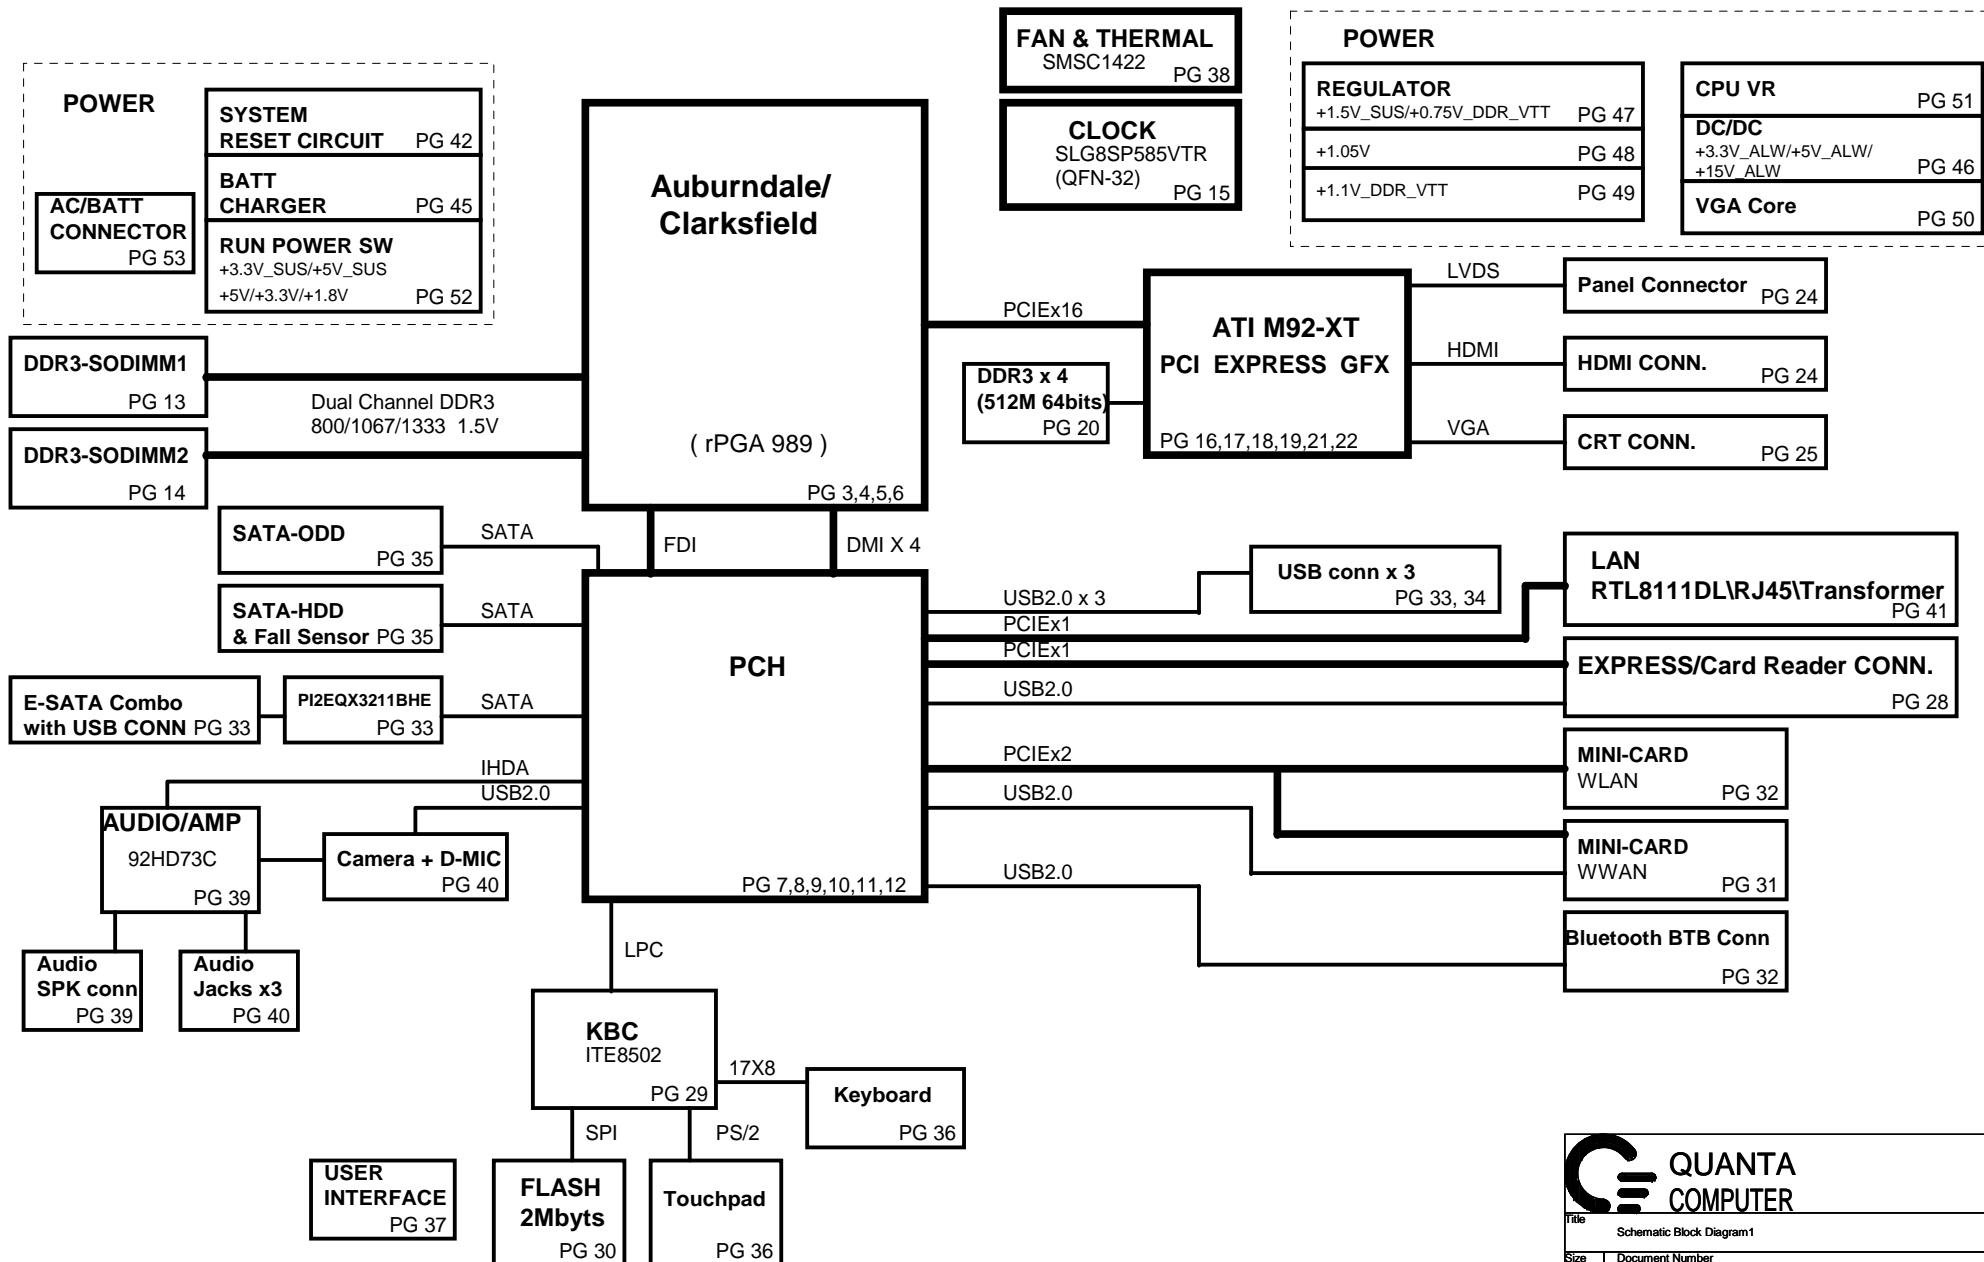 POWER
SYSTEM
RESET CIRCUIT PG 42
BATT
CHARGER PG 45
AC/BATT
CONNECTOR
PG 53
RUN POWER SW
+3.3V_SUS/+5V_SUS
+5V/+3.3V/+1.8V PG 52
FAN & THERMAL
SMSC1422
PG 38
CLOCK
SLG8SP585VTR
(QFN-32)
PG 15
POWER
REGULATOR
+1.5V_SUS/+0.75V_DDR_VTT PG 47
+1.05V PG 48
+1.1V_DDR_VTT PG 49
CPU VR
PG 51
DC/DC
+3.3V_ALW/+5V_ALW/
+15V_ALW PG 46
VGA Core
PG 50
Auburndale/
Clarksfield
( rPGA 989 )
PG 3,4,5,6
DDR3-SODIMM1
PG 13
Dual Channel DDR3
800/1067/1333 1.5V
DDR3-SODIMM2
PG 14
PCIEx16
DDR3 x 4
(512M 64bits)
PG 20
ATI M92-XT
PCI EXPRESS GFX
PG 16,17,18,19,21,22
LVDS
Panel Connector
PG 24
HDMI
HDMI CONN.
PG 24
VGA
CRT CONN.
PG 25
FDI
DMI X 4
SATA-ODD
PG 35
SATA
SATA-HDD
& Fall Sensor PG 35
SATA
E-SATA Combo
with USB CONN PG 33
PI2EQX3211BHE
PG 33
SATA
IHDA
USB2.0
AUDIO/AMP
92HD73C
PG 39
Camera + D-MIC
PG 40
Audio
SPK conn
PG 39
Audio
Jacks x3
PG 40
PCH
PG 7,8,9,10,11,12
USB2.0 x 3
USB conn x 3
PG 33, 34
PCIEx1
LAN
RTL8111DL\RJ45\Transformer
PG 41
PCIEx1
EXPRESS/Card Reader CONN.
PG 28
USB2.0
PCIEx2
MINI-CARD
WLAN
PG 32
USB2.0
MINI-CARD
WWAN
PG 31
USB2.0
Bluetooth BTB Conn
PG 32
LPC
KBC
ITE8502
PG 29
17X8
Keyboard
PG 36
SPI
PS/2
USER
INTERFACE
PG 37
FLASH
2Mbyts
PG 30
Touchpad
PG 36
QUANTA
COMPUTER
Title
Schematic Block Diagram1
Size Document Number